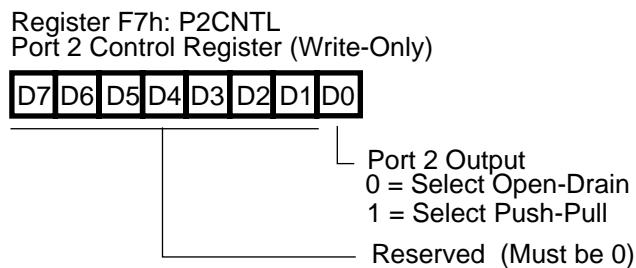 Register F7h: P2CNTL
Port 2 Control Register (Write-Only)
D7 D6 D5 D4 D3 D2 D1 D0
Port 2 Output
0 = Select Open-Drain
1 = Select Push-Pull
Reserved (Must be 0)